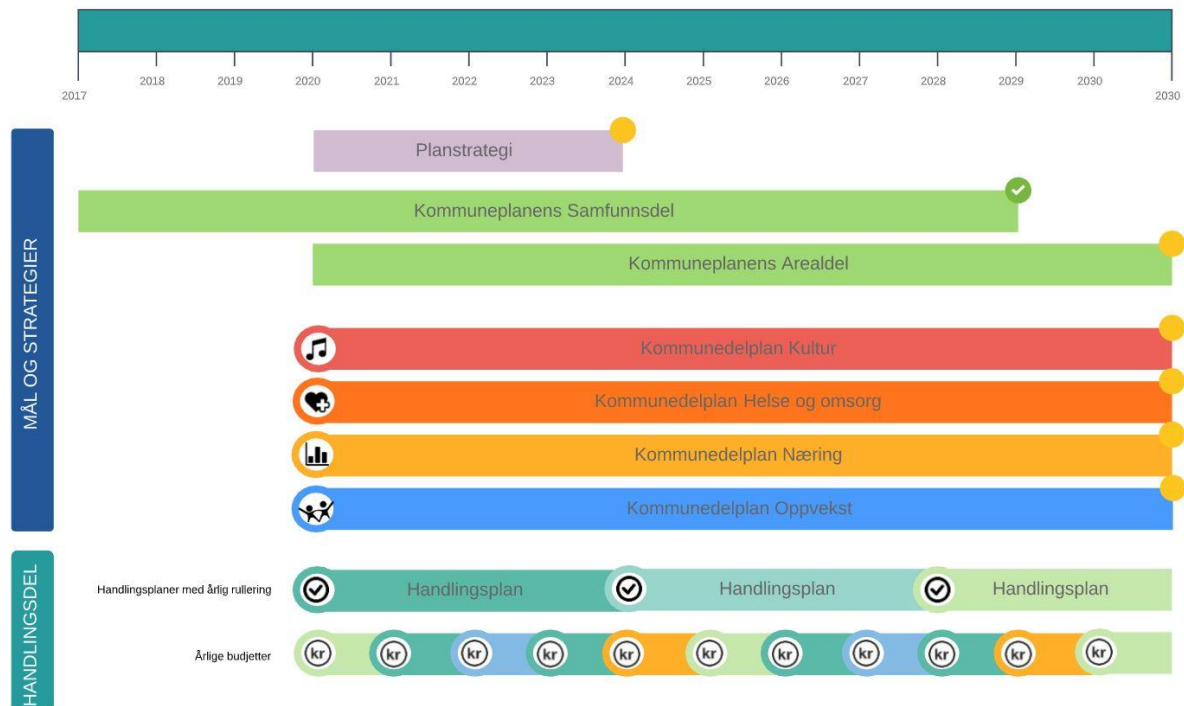 2018 2019 2020 2021 2022 2023 2024 2025 2026 2027 2028 2029 2030
2017 2030
MÅL OG STRATEGIER
Planstrategi
Kommuneplanens Samfunnsdel
Kommuneplanens Arealdel
Kommunedelplan Kultur
Kommunedelplan Helse og omsorg
Kommunedelplan Næring
Kommunedelplan Oppvekst
HANDLINGSDEL
Handlingsplaner med årlig rullering Handlingsplan Handlingsplan Handlingsplan
Årlige budjetter kr kr kr kr kr kr kr kr kr kr kr